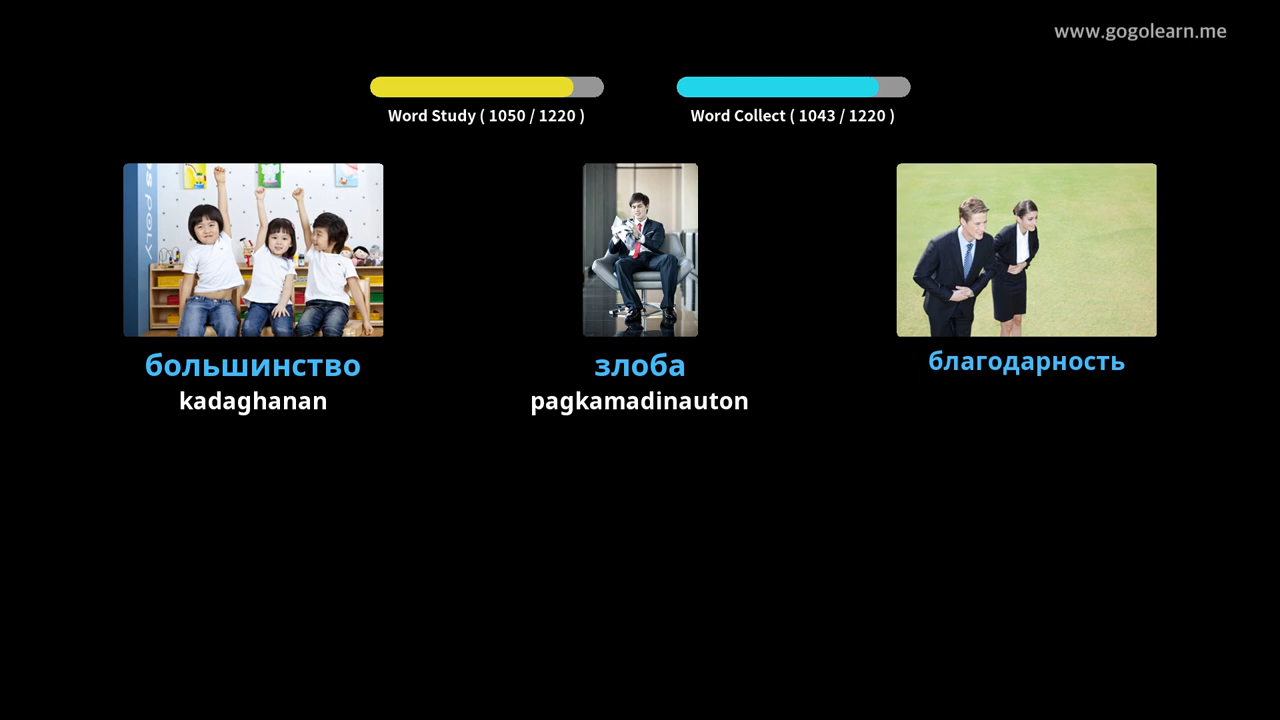 www.gogolearn.me
Word Study ( 1050 / 1220 )
Word Collect ( 1043 / 1220 )
большинство
kadaghanan
злоба
pagkamadinauton
благодарность